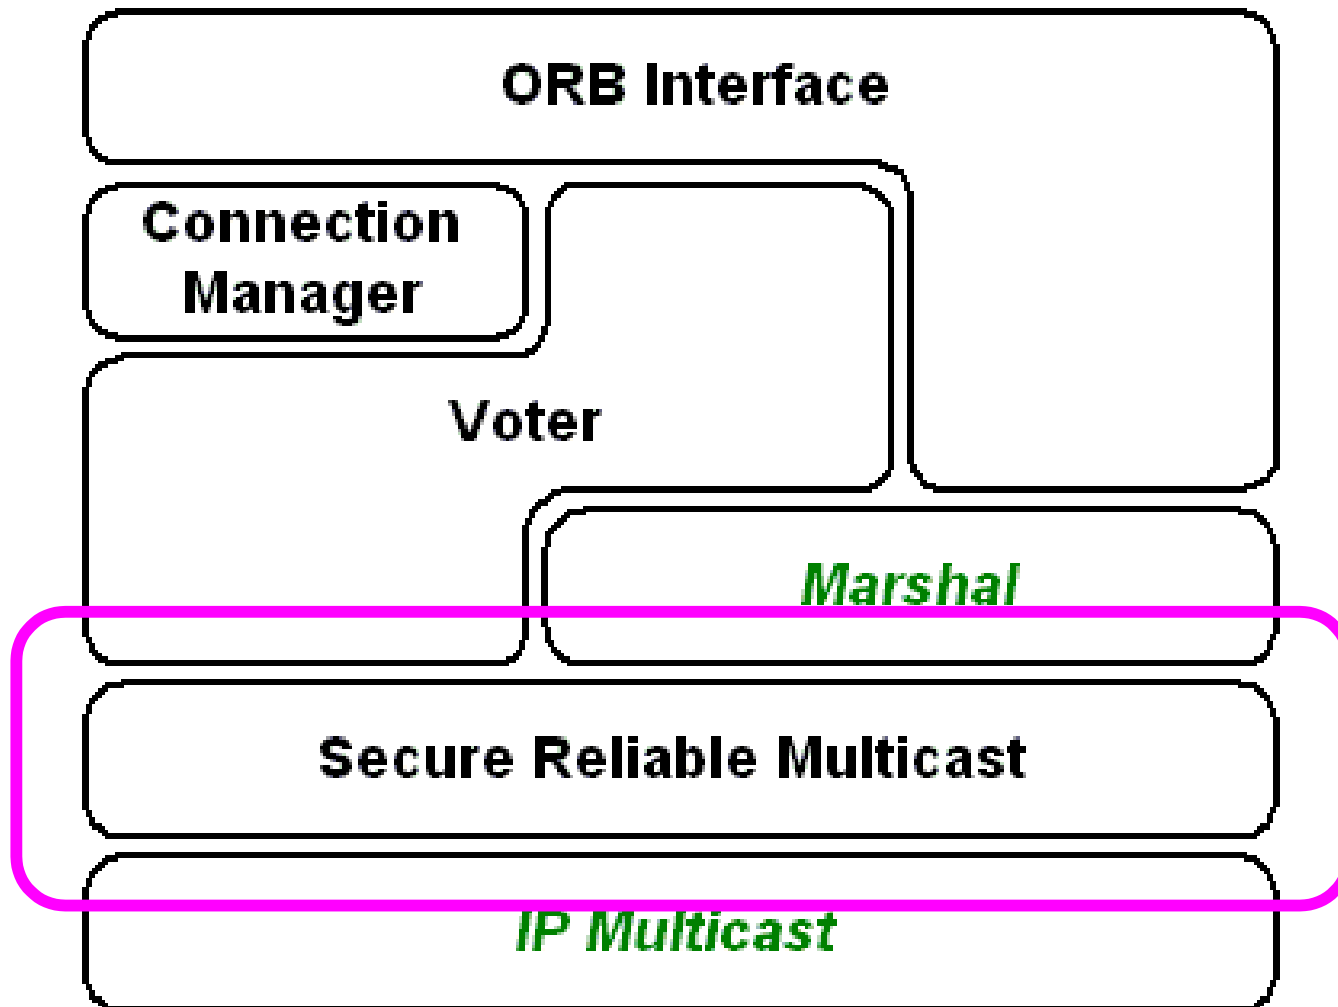 ORB Interface
Connection
Manager
Voter
Marshal
Secure Reliable Multicast
IP Multicast